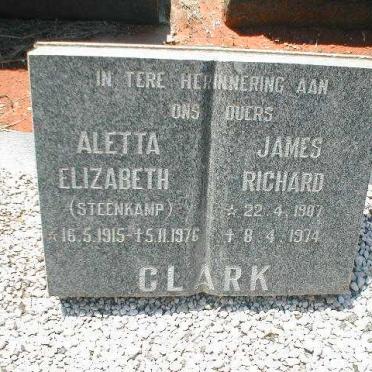 IN TERE HERINNERING AAN
ONS OUERS
ALETTA
ELIZABETH
(STEENKAMP)
☆ 16.5.1915 - ✝ 5.11.1976
JAMES
RICHARD
☆ 22.4.1907
✝ 8.4.1974
CLARK